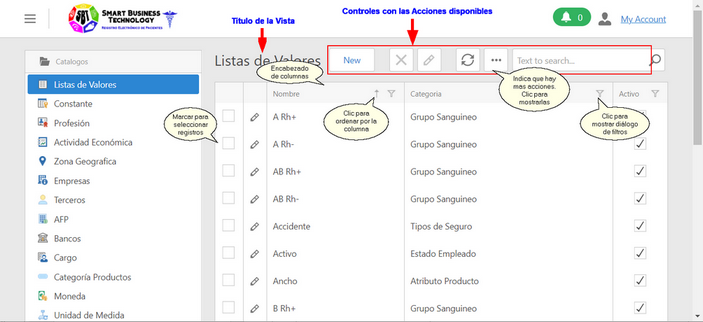 SMART BUSINESS
TECHNOLOGY
REGISTRO ELECTRÓNICO DE PACIENTES
SBT
Titulo de la Vista
Controles con las Acciones disponibles
0
My Account
Catalogos
Listas de Valores
Constante
Profesión
Actividad Económica
Zona Geografica
Empresas
Terceros
AFP
Bancos
Cargo
Categoría Productos
Moneda
Unidad de Medida
Listas de Valores
New
Text to search...
Encabezado
de columnas
Indica que hay
mas acciones.
Clic para
mostrarlas
Marcar para
seleccionar
registros
Clic para
ordenar por la
columna
Clic para
mostrar diálogo
de filtros
Nombre
Categoria
Activo
A Rh+
Grupo Sanguineo
A Rh-
Grupo Sanguineo
AB Rh+
Grupo Sanguineo
AB Rh-
Grupo Sanguineo
Accidente
Tipos de Seguro
Activo
Estado Empleado
Ancho
Atributo Producto
B Rh+
Grupo Sanguineo